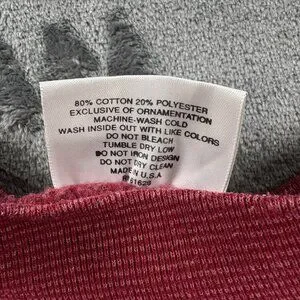 80% COTTON 20% POLYESTER
EXCLUSIVE OF ORNAMENTATION
MACHINE-WASH COLD
WASH INSIDE OUT WITH LIKE COLORS
DO NOT BLEACH
TUMBLE DRY LOW
DO NOT IRON DESIGN
DO NOT DRY CLEAN
MADE IN U.S.A